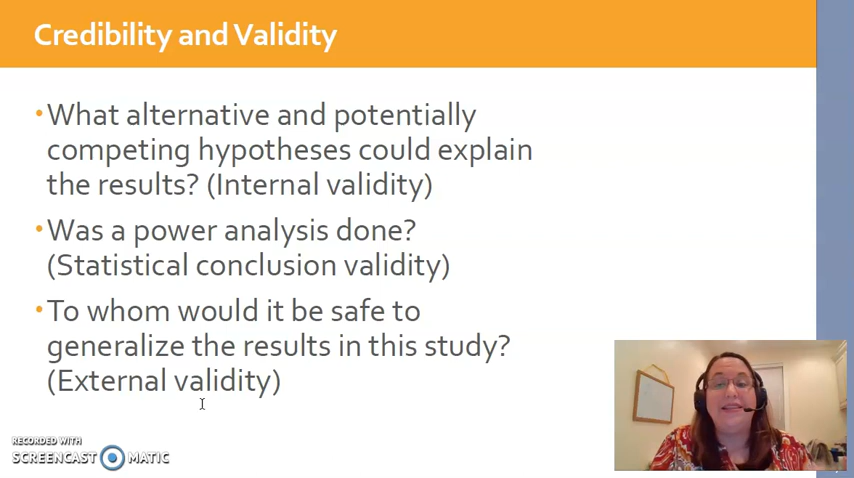 Credibility and Validity
•What alternative and potentially
competing hypotheses could explain
the results? (Internal validity)
•Was a power analysis done?
(Statistical conclusion validity)
•To whom would it be safe to
generalize the results in this study?
(External validity)
RECORDED WITH
SCREENCAST MATIC